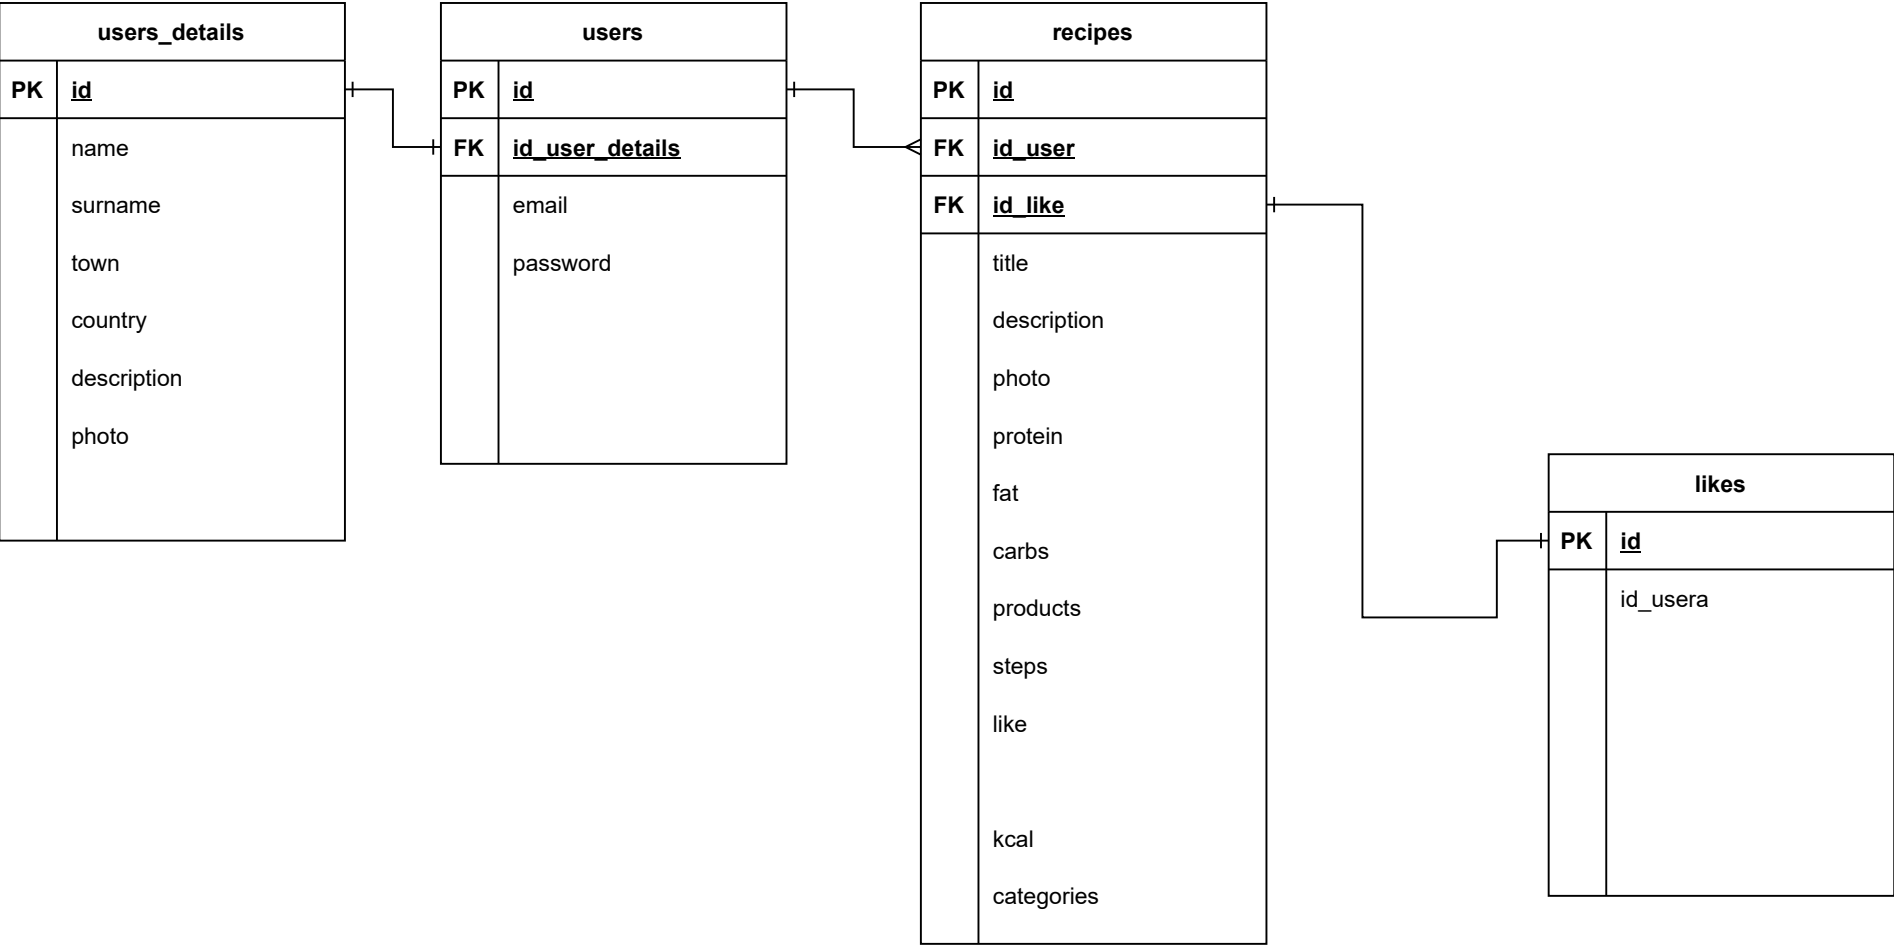 users_details
PK id
name
surname
town
country
description
photo
users
PK id
FK id_user_details
email
password
recipes
PK id
FK id_user
FK id_like
title
description
photo
protein
fat
carbs
products
steps
like
kcal
categories
likes
PK id
id_usera